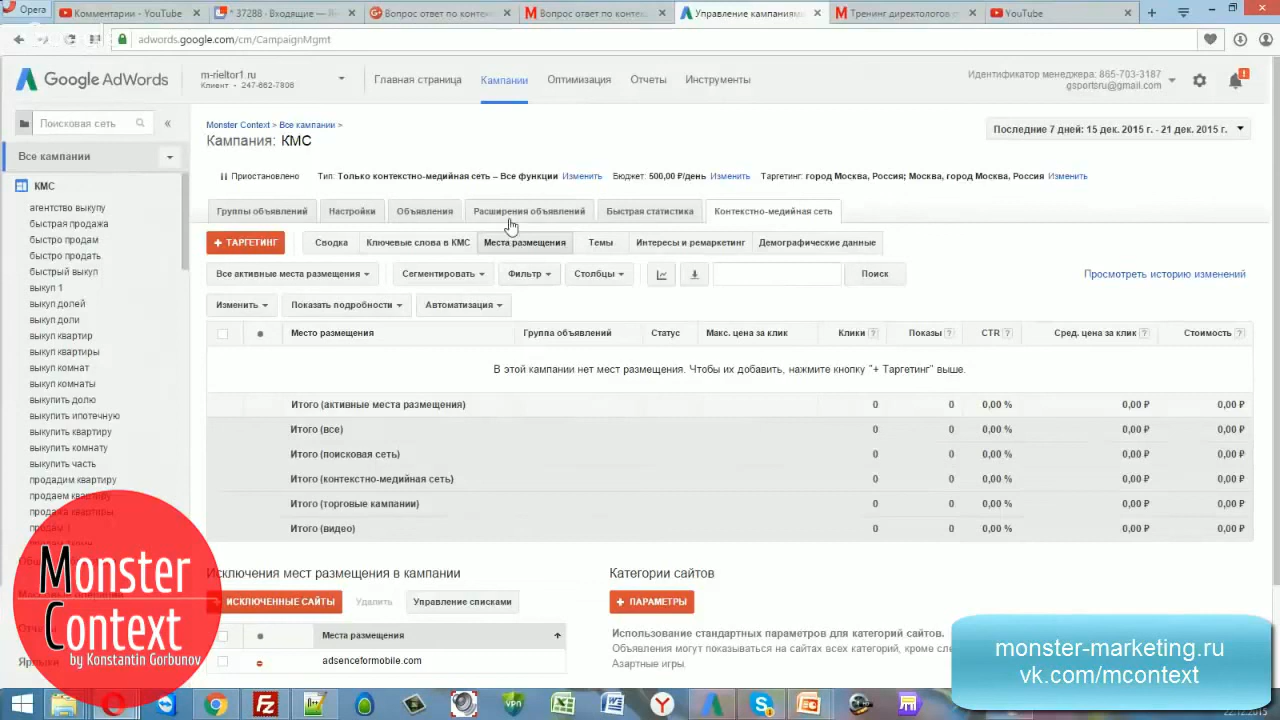 Opera
Команды - YouTube
#37288 - Входящие
Вопрос ответ по контекс
Вопрос ответ по контекс
Управление кампаниями
Тренинг директологов от
YouTube
adwords.google.com/cm/CampaignMgmt
Google AdWords
m-rieltor1.ru
Клиент • 247-662-7808
Главная страница Кампании Оптимизация Отчеты Инструменты
Идентификатор менеджера: 865-703-3187
gsportsru@gmail.com
Поисковая сеть
Monster Context > Все кампании >
Кампания: КМС
Последние 7 дней: 15 дек. 2015 г. - 21 дек. 2015 г.
Приостановлено Тип: Только контекстно-медийная сеть – Все функции Изменить Бюджет: 500,00 ₽/день Изменить Таргетинг: город Москва, Россия; Москва, город Москва, Россия Изменить
Группы объявлений Настройки Объявления Расширения объявлений Быстрая статистика Контекстно-медийная сеть
+ ТАРГЕТИНГ Сводка Ключевые слова в КМС Места размещения Темы Интересы и ремаркетинг Демографические данные
Все активные места размещения Сегментировать Фильтр Столбцы Поиск Просмотреть историю изменений
Изменить Показать подробности Автоматизация
Место размещения Группа объявлений Статус Макс. цена за клик Клики ? Показы ? CTR ? Сред. цена за клик ? Стоимость ?
В этой кампании нет мест размещения. Чтобы их добавить, нажмите кнопку "+ Таргетинг" выше.
Итого (активные места размещения) 0 0 0,00 % 0,00 ₽ 0,00 ₽
Итого (все) 0 0 0,00 % 0,00 ₽ 0,00 ₽
Итого (поисковая сеть) 0 0 0,00 % 0,00 ₽ 0,00 ₽
Итого (контекстно-медийная сеть) 0 0 0,00 % 0,00 ₽ 0,00 ₽
Итого (торговые кампании) 0 0 0,00 % 0,00 ₽ 0,00 ₽
Итого (видео) 0 0 0,00 % 0,00 ₽ 0,00 ₽
Все кампании
КМС
агентство выкупу
быстрая продажа
быстро продам
быстро продать
быстрый выкуп
выкуп 1
выкуп долей
выкуп доли
выкуп квартир
выкуп квартиры
выкуп комнат
выкуп комнаты
выкупить долю
выкупить ипотечную
выкупить квартиру
выкупить комнату
выкупить часть
продадим квартиру
продаем квартиру
продажа квартиры
продам 1
Исключения мест размещения в кампании
+ ИСКЛЮЧЕННЫЕ САЙТЫ Удалить Управление списками
Места размещения
adsenceformobile.com
Категории сайтов
+ ПАРАМЕТРЫ
Использование стандартных параметров для категорий сайтов.
Объявления могут показываться на сайтах всех категорий, кроме
Азартные игры.
Monster
Context
by Konstantin Gorbunov
monster-marketing.ru
vk.com/mcontext
vpn
22.12.2015